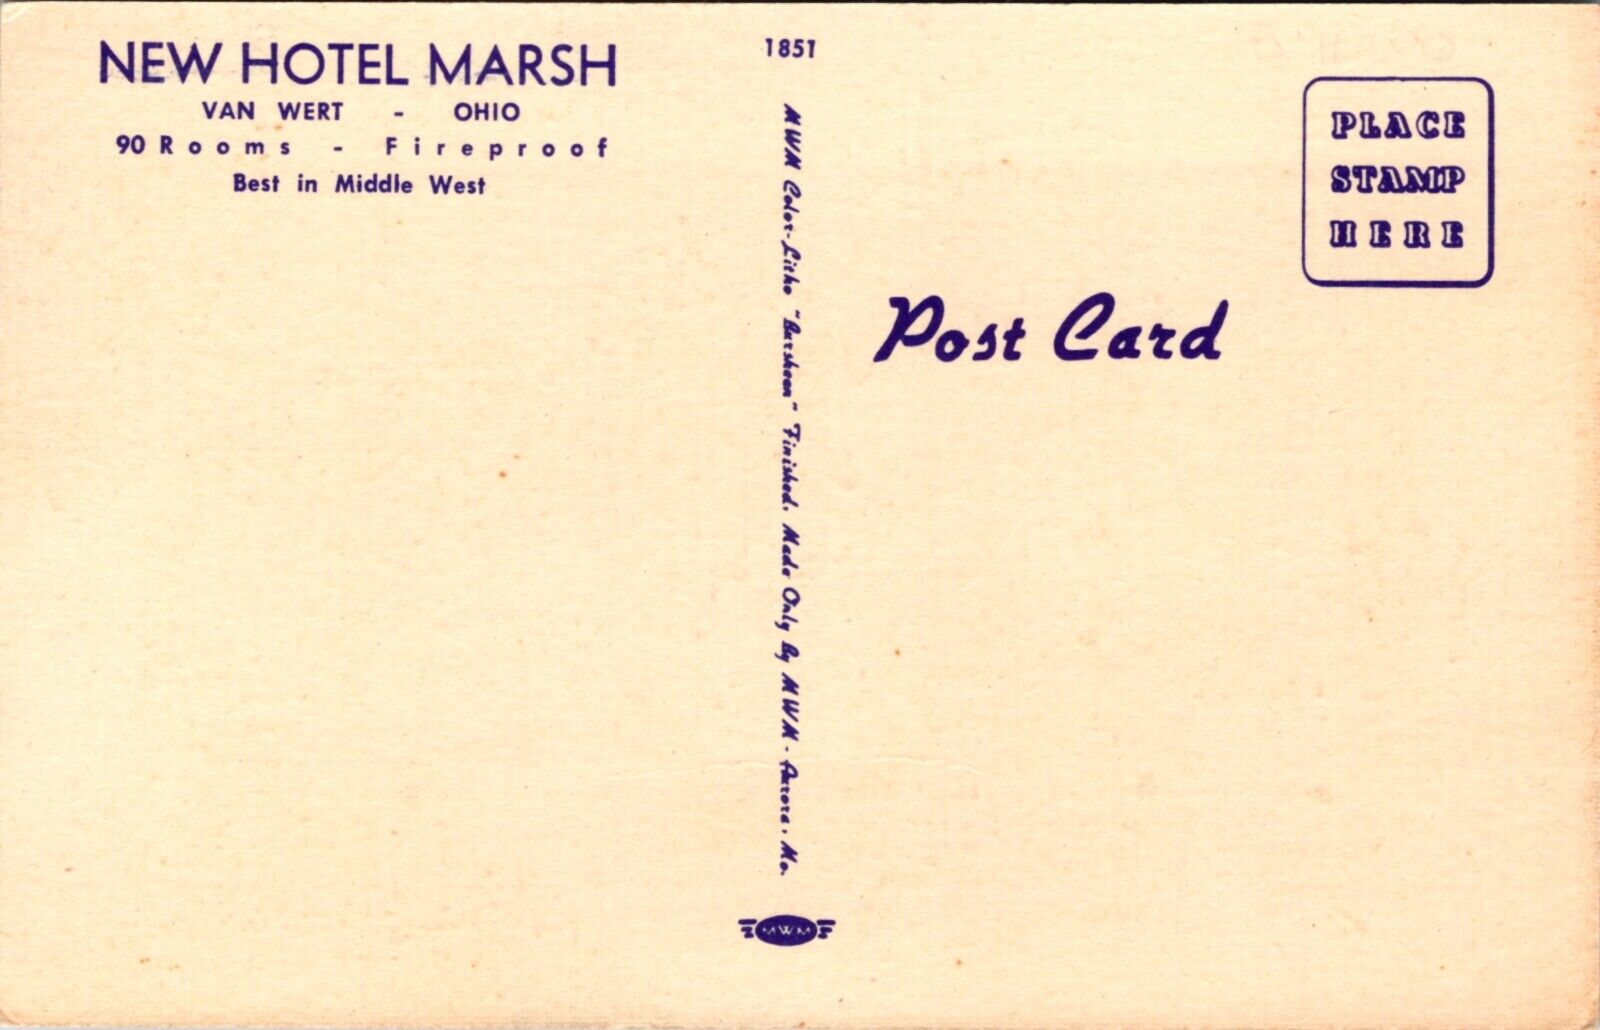 NEW HOTEL MARSH
VAN WERT - OHIO
90 Rooms - Fireproof
Best in Middle West
1851
MWM Color-Litho "Bursheen" Finished. Made Only By MWM - Aurora, Mo.
MWM
PLACE
STAMP
HERE
Post Card